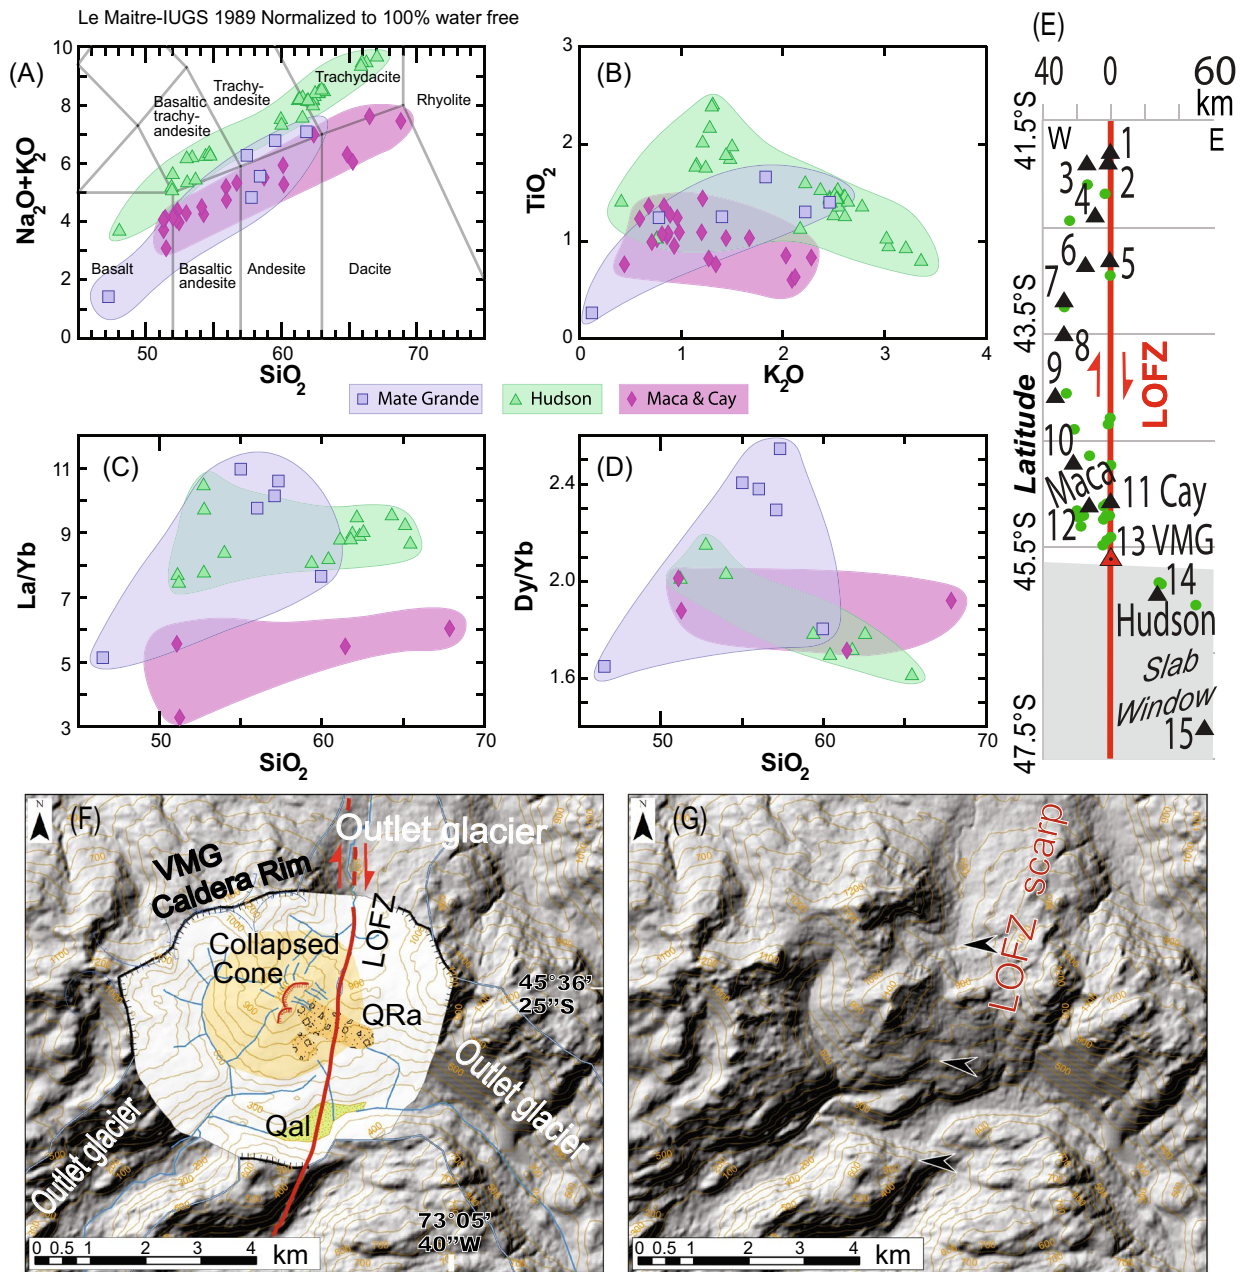 Le Maitre-IUGS 1989 Normalized to 100% water free
(A)
Na2O+K2O
10
8
6
4
2
0
Basaltic
trachy-
andesite
Trachy-
andesite
Trachydacite
Rhyolite
Basalt
Basaltic
andesite
Andesite
Dacite
50
60
70
SiO2
(B)
TiO2
3
2
1
0
0
1
2
3
4
K2O
Mate Grande
Hudson
Maca & Cay
(C)
La/Yb
11
9
7
5
3
50
60
70
SiO2
(D)
Dy/Yb
2.4
2.0
1.6
50
60
70
SiO2
(E)
40
0
60
km
41.5°S
43.5°S
45.5°S
47.5°S
Latitude
W
E
1
2
3
4
5
6
7
8
9
LOFZ
10
Maca
11 Cay
12
13 VMG
14
Hudson
Slab
Window
15
(F)
N
VMG
Caldera Rim
Outlet glacier
LOFZ
Collapsed
Cone
QRa
Qal
45°36'
25"S
Outlet glacier
Outlet glacier
73°05'
40"W
0 0.5 1 2 3 4 km
(G)
N
LOFZ scarp
0 0.5 1 2 3 4 km